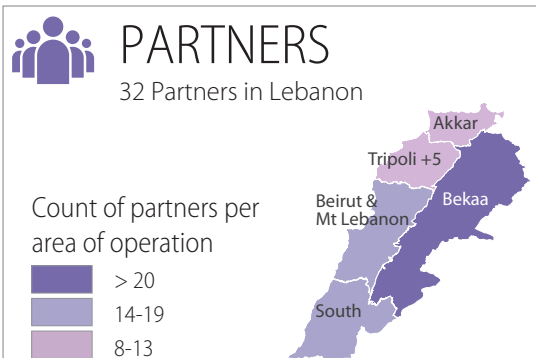 PARTNERS
32 Partners in Lebanon
Akkar
Tripoli +5
Beirut &
Mt Lebanon
Bekaa
South
Count of partners per
area of operation
> 20
14-19
8-13